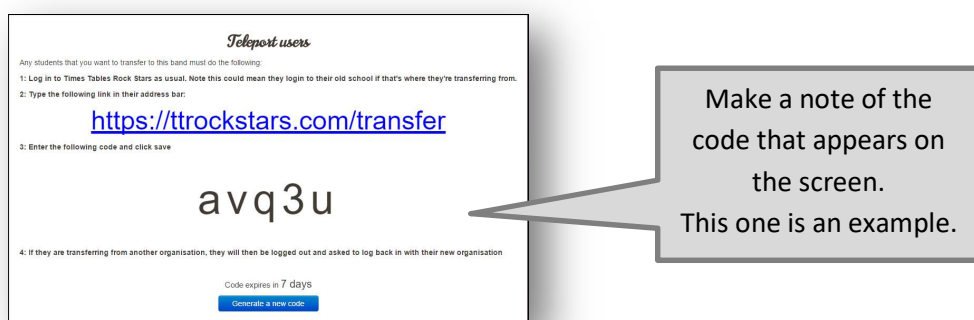 Teleport users
Any students that you want to transfer to this band must do the following:
1: Log in to Times Tables Rock Stars as usual. Note this could mean they login to their old school if that's where they're transferring from.
2: Type the following link in their address bar:
https://ttrockstars.com/transfer
3: Enter the following code and click save
avq3u
4: If they are transferring from another organisation, they will then be logged out and asked to log back in with their new organisation
Code expires in 7 days
Generate a new code
Make a note of the
code that appears on
the screen.
This one is an example.